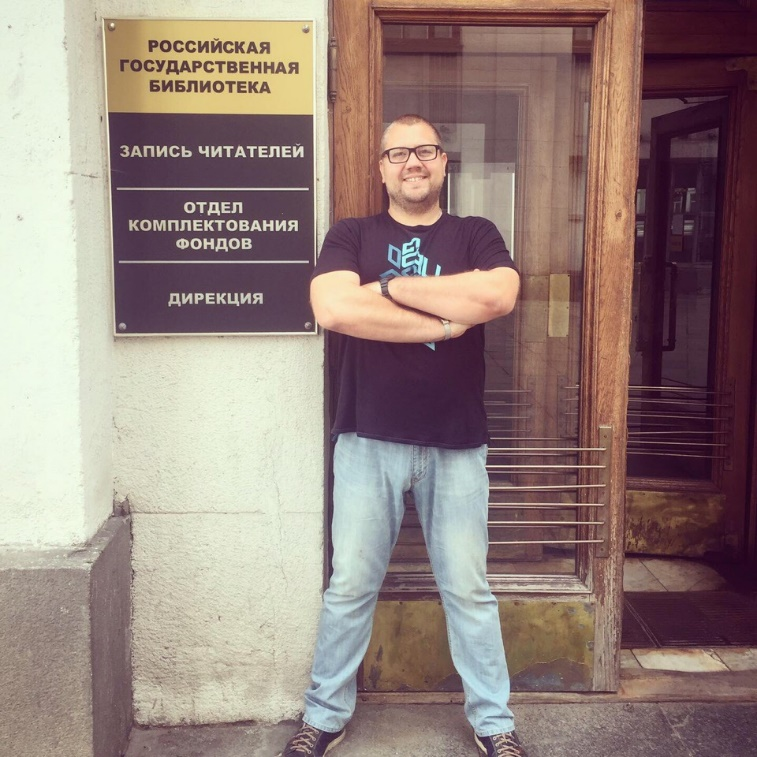 РОССИЙСКАЯ
ГОСУДАРСТВЕННАЯ
БИБЛИОТЕКА
ЗАПИСЬ ЧИТАТЕЛЕЙ
ОТДЕЛ
КОМПЛЕКТОВАНИЯ
ФОНДОВ
ДИРЕКЦИЯ